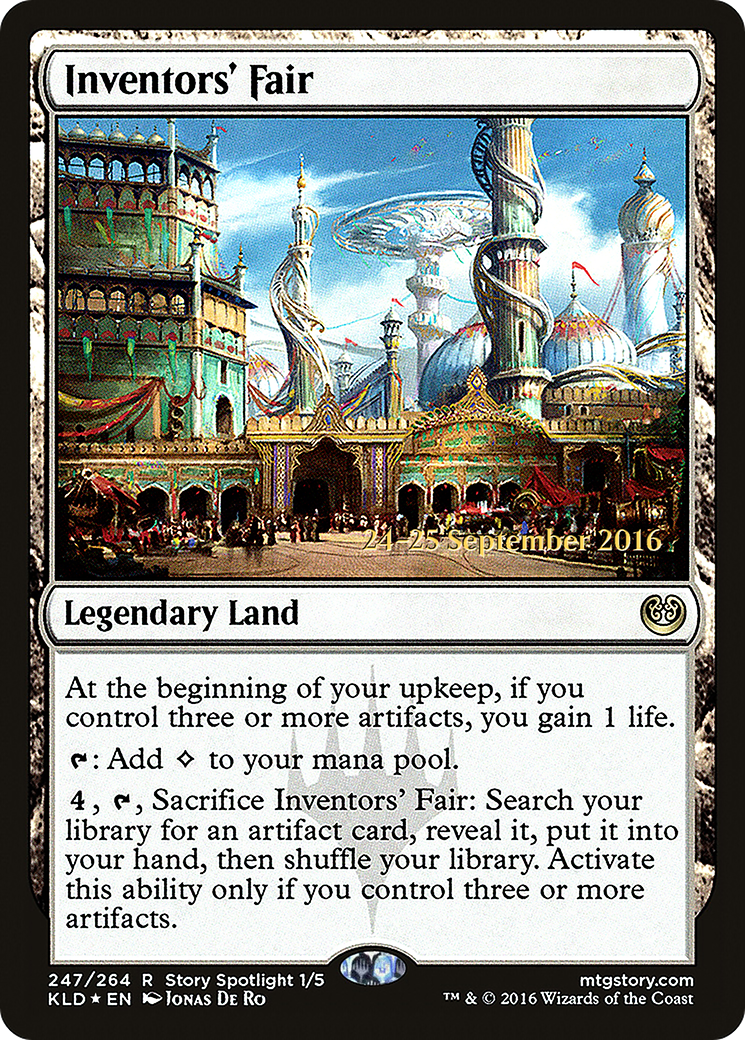 Inventors' Fair
24–25 September 2016
Legendary Land
At the beginning of your upkeep, if you
control three or more artifacts, you gain 1 life.
: Add to your mana pool.
4, , Sacrifice Inventors' Fair: Search your
library for an artifact card, reveal it, put it into
your hand, then shuffle your library. Activate
this ability only if you control three or more
artifacts.
247/264 R Story Spotlight 1/5
mtgstory.com
KLD ★ EN Jonas De Ro
™ & © 2016 Wizards of the Coast